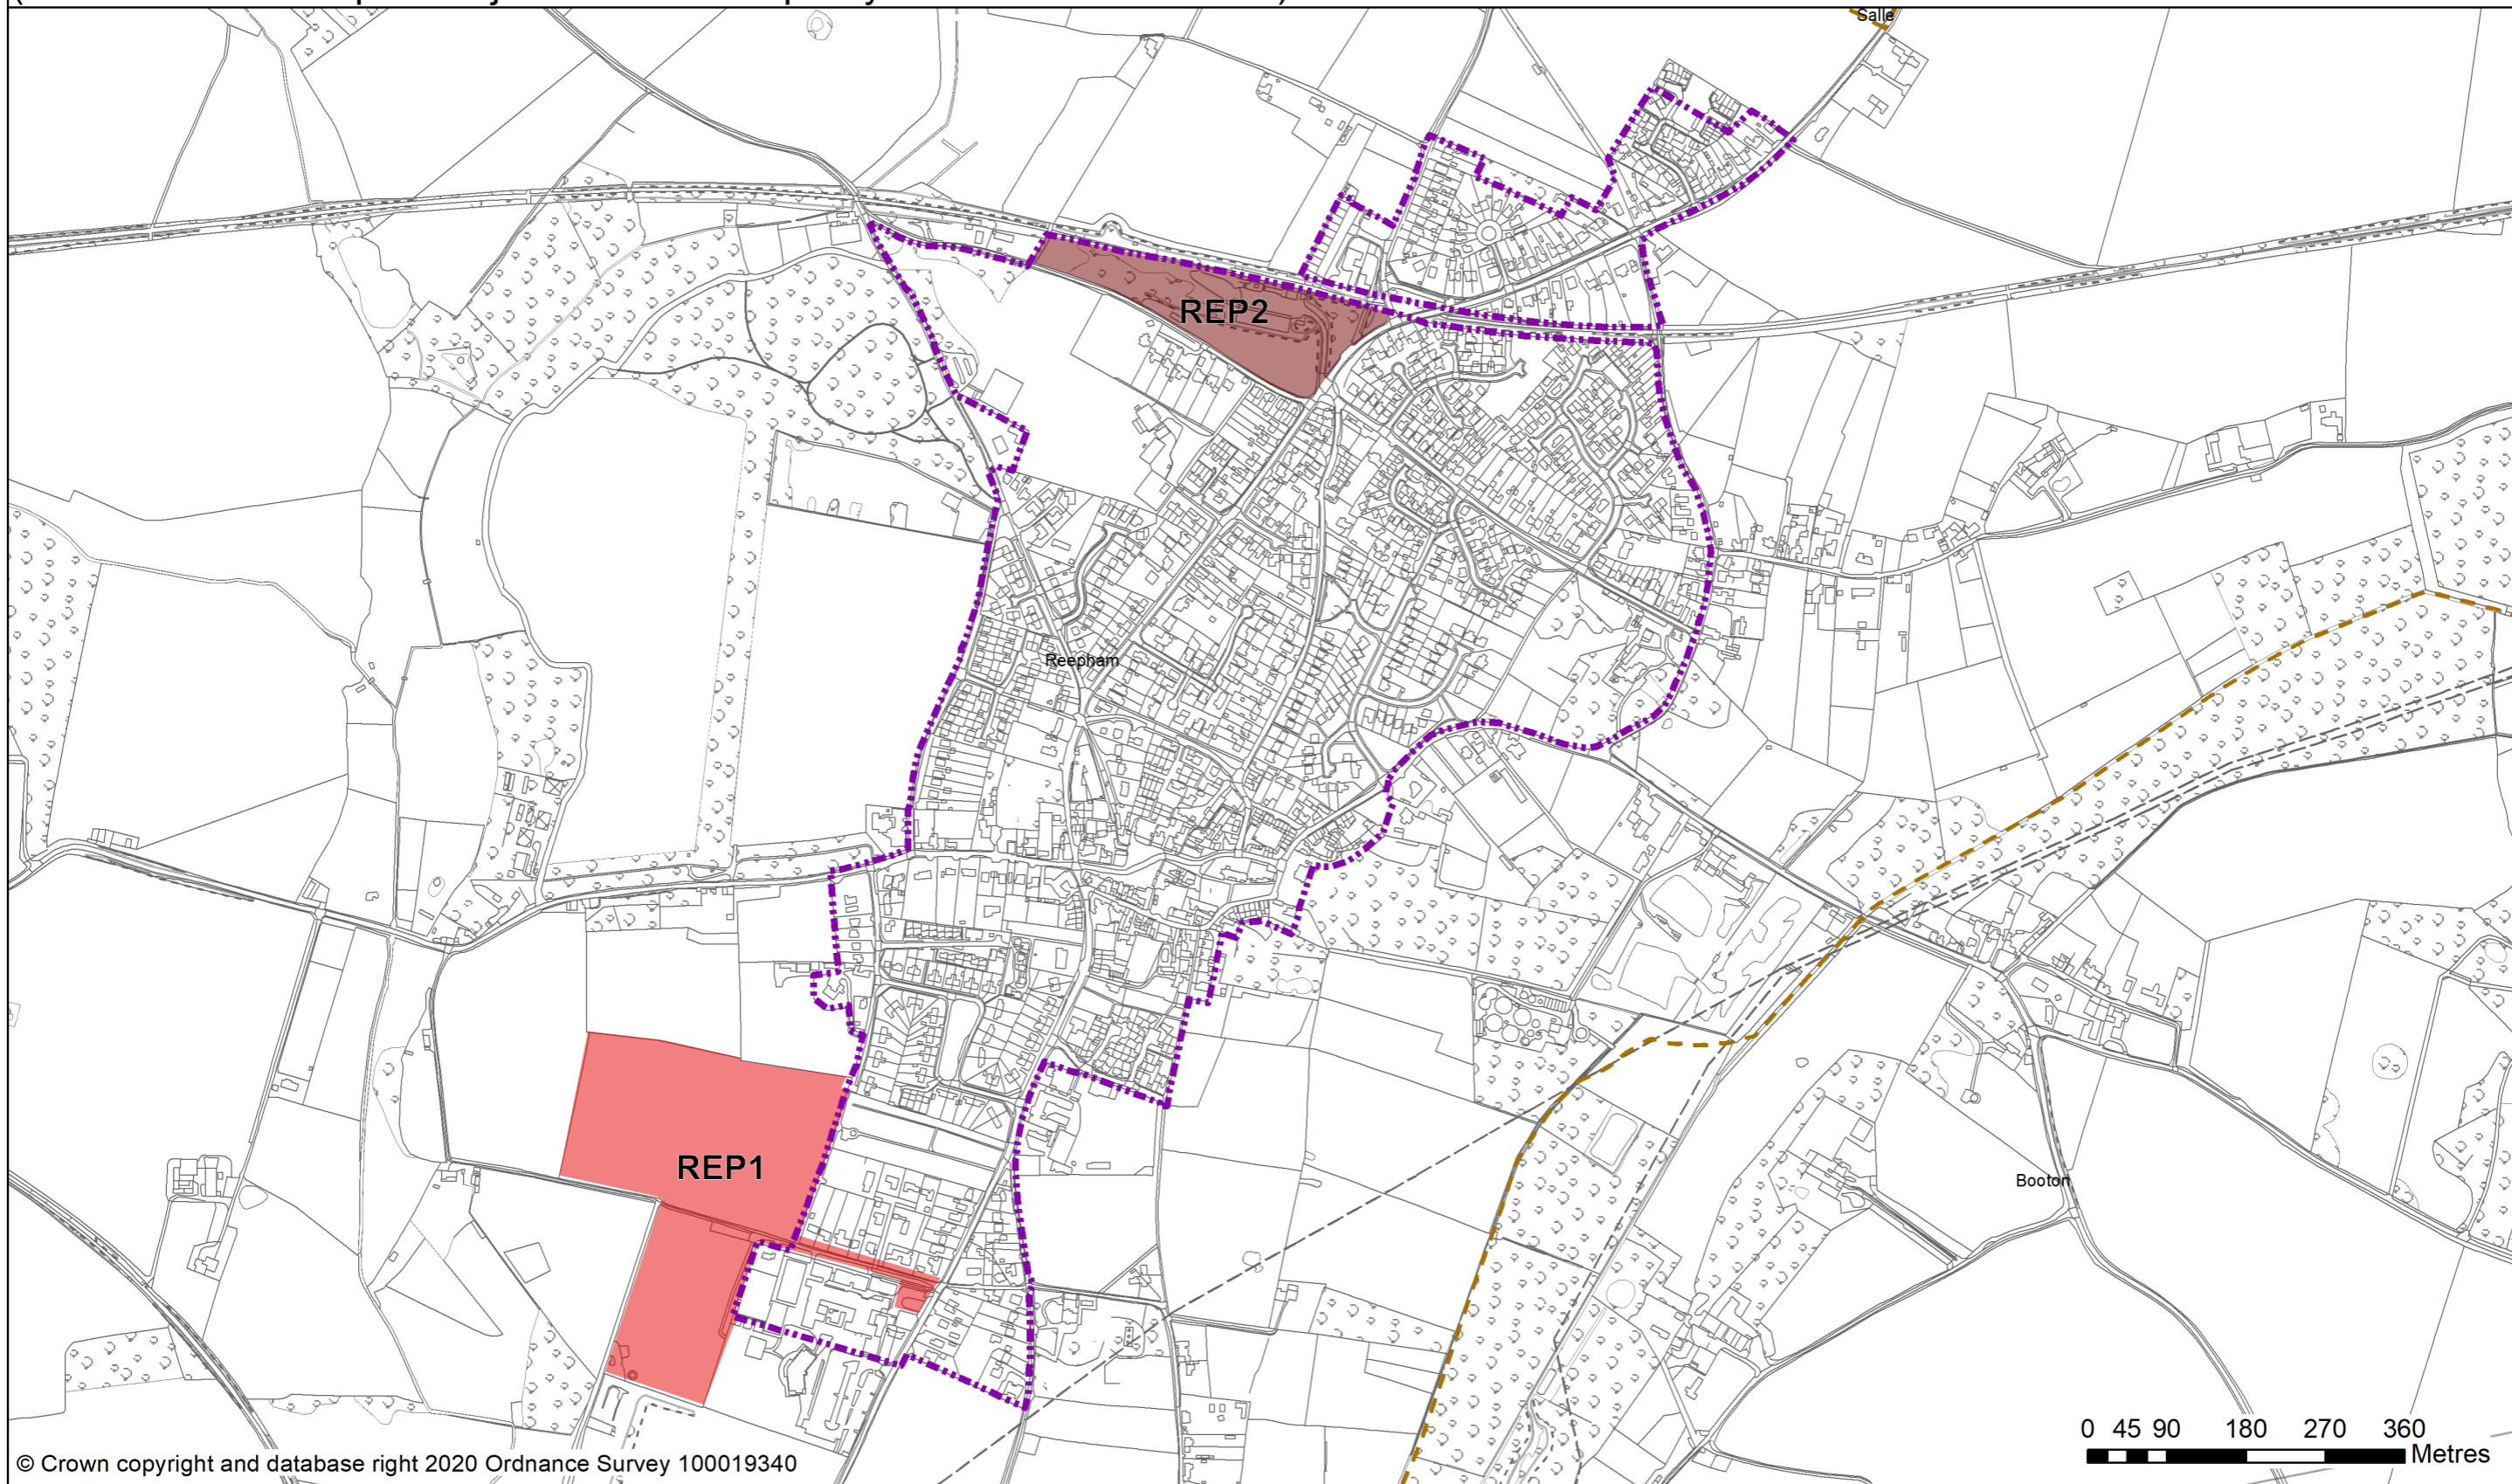 Salle
REP2
Reepham
REP1
Booton
0 45 90 180 270 360
Metres
© Crown copyright and database right 2020 Ordnance Survey 100019340